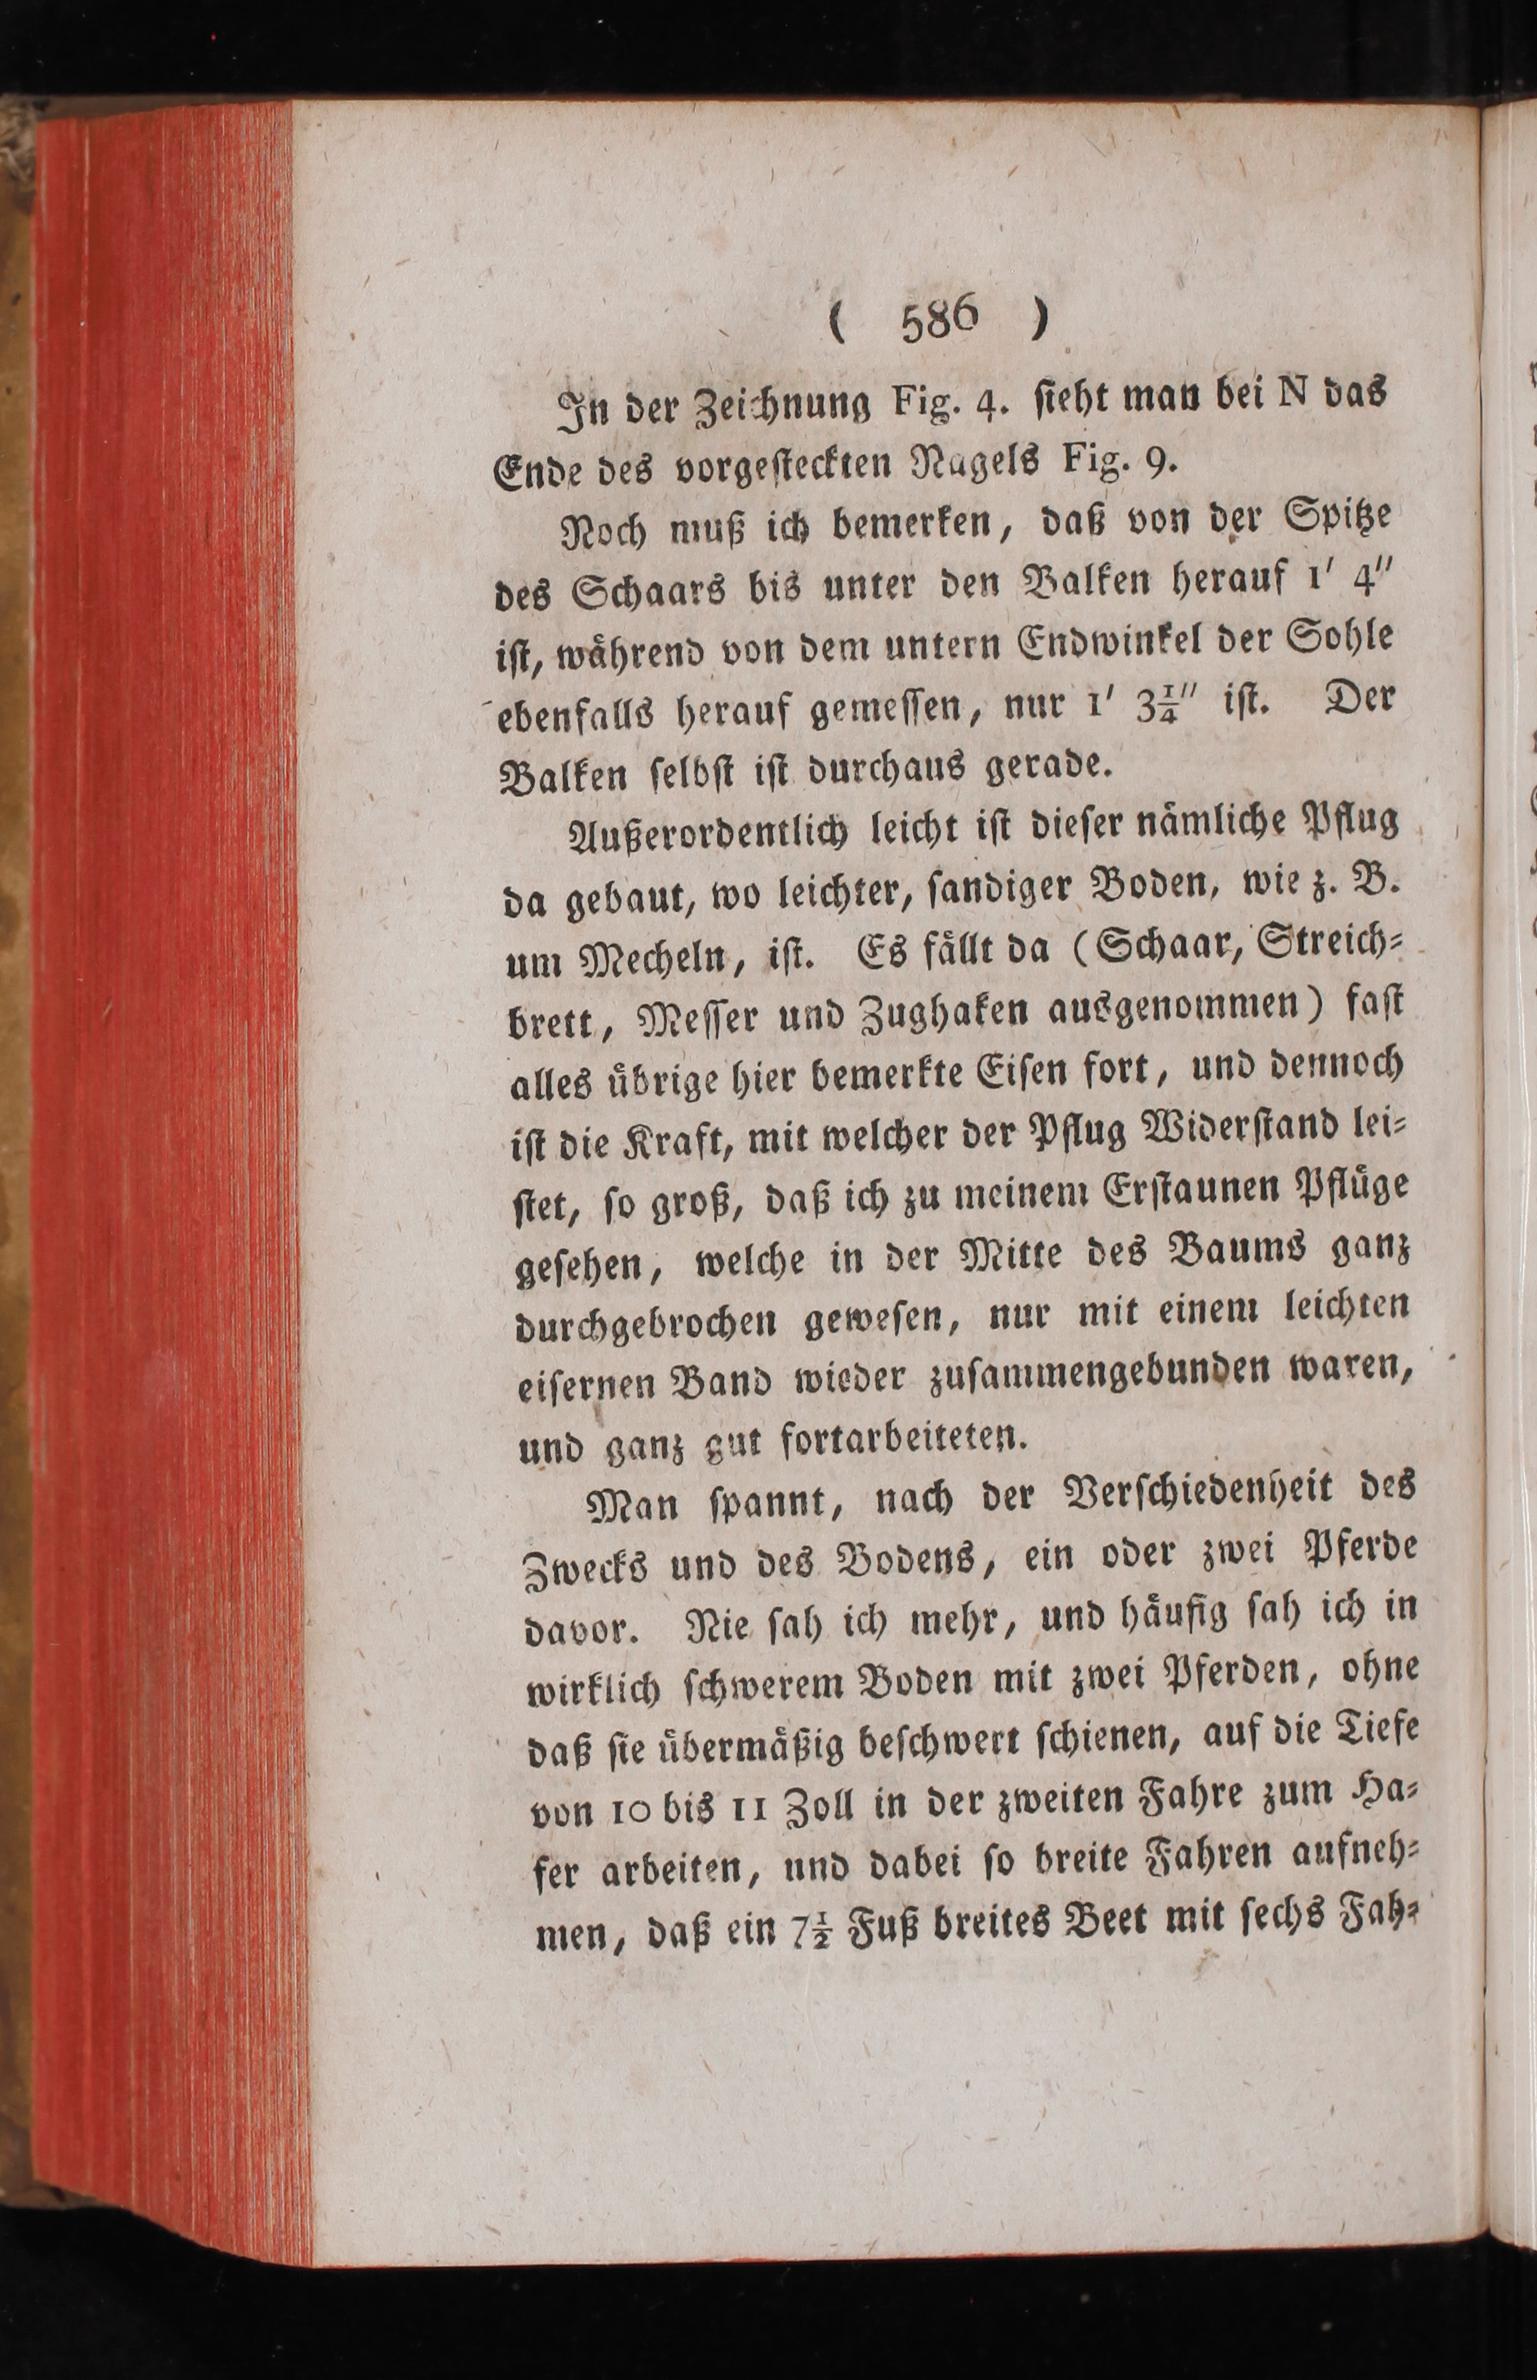 ( 586 )
In der Zeichnung Fig. 4. ſieht man bei N das
Ende des vorgeſteckten Nagels Fig. 9.
Noch muß ich bemerken, daß von der Spitze
des Schaars bis unter den Balken herauf 1′ 4″
iſt, während von dem untern Endwinkel der Sohle
ebenfalls herauf gemeſſen, nur 1′ 3¼″ iſt. Der
Balken ſelbſt iſt durchaus gerade.
Außerordentlich leicht iſt dieſer nämliche Pflug
da gebaut, wo leichter, ſandiger Boden, wie z. B.
um Mecheln, iſt. Es fällt da (Schaar, Streich⸗
brett, Meſſer und Zughaken ausgenommen) faſt
alles übrige hier bemerkte Eiſen fort, und dennoch
iſt die Kraft, mit welcher der Pflug Widerſtand lei⸗
ſtet, ſo groß, daß ich zu meinem Erſtaunen Pflüge
geſehen, welche in der Mitte des Baums ganz
durchgebrochen geweſen, nur mit einem leichten
eiſernen Band wieder zuſammengebunden waren,
und ganz gut fortarbeiteten.
Man ſpannt, nach der Verſchiedenheit des
Zwecks und des Bodens, ein oder zwei Pferde
davor. Nie ſah ich mehr, und häufig ſah ich in
wirklich ſchwerem Boden mit zwei Pferden, ohne
daß ſie übermäßig beſchwert ſchienen, auf die Tiefe
von 10 bis 11 Zoll in der zweiten Fahre zum Ha⸗
fer arbeiten, und dabei ſo breite Fahren aufneh⸗
men, daß ein 7½ Fuß breites Beet mit ſechs Fah⸗